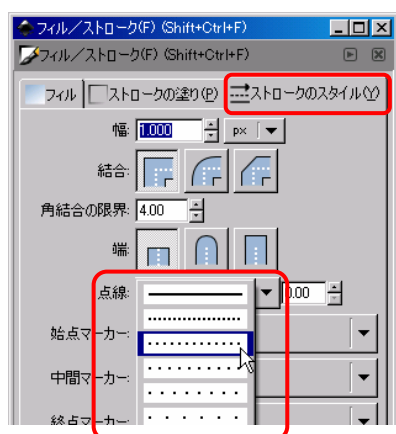 フィル／ストローク(F) (Shift+Ctrl+F)
フィル／ストローク(F) (Shift+Ctrl+F)
フィル ストロークの塗り(P) ストロークのスタイル(Y)
幅: 1.000 px
結合:
角結合の限界: 4.00
端:
点線: 0.00
始点マーカー:
中間マーカー:
終点マーカー: